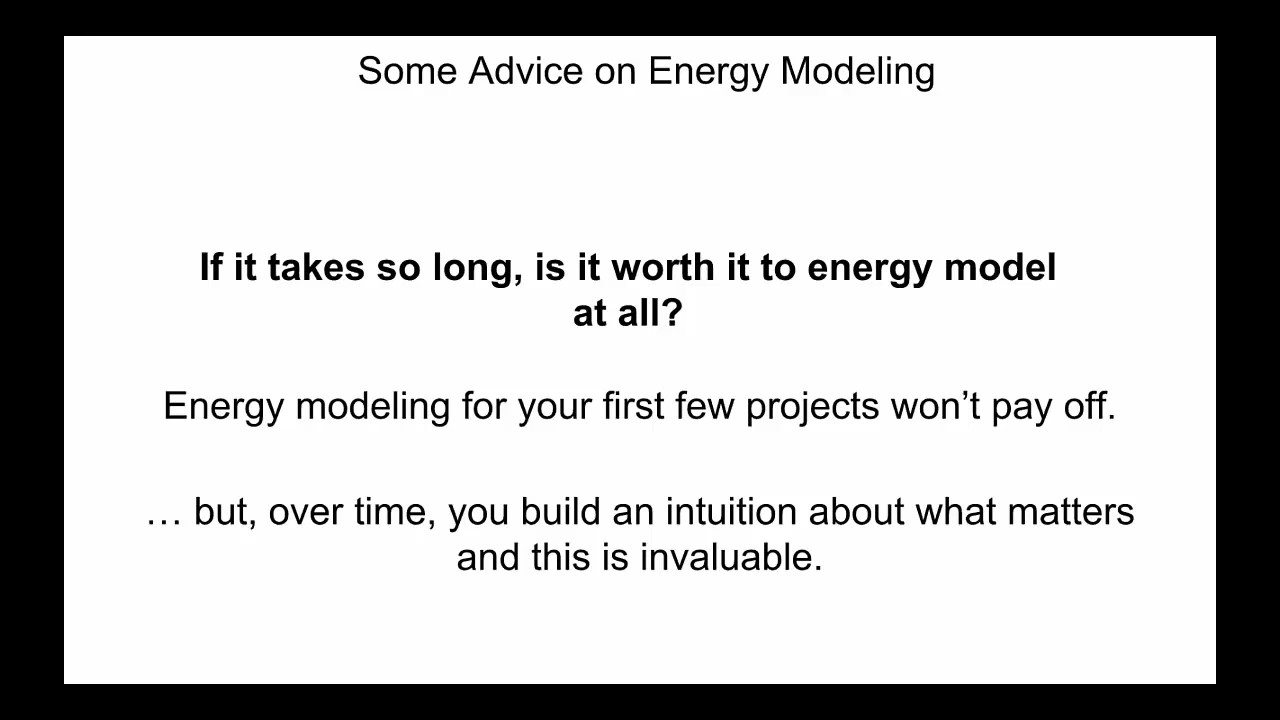 Some Advice on Energy Modeling
If it takes so long, is it worth it to energy model
at all?
Energy modeling for your first few projects won’t pay off.
… but, over time, you build an intuition about what matters
and this is invaluable.